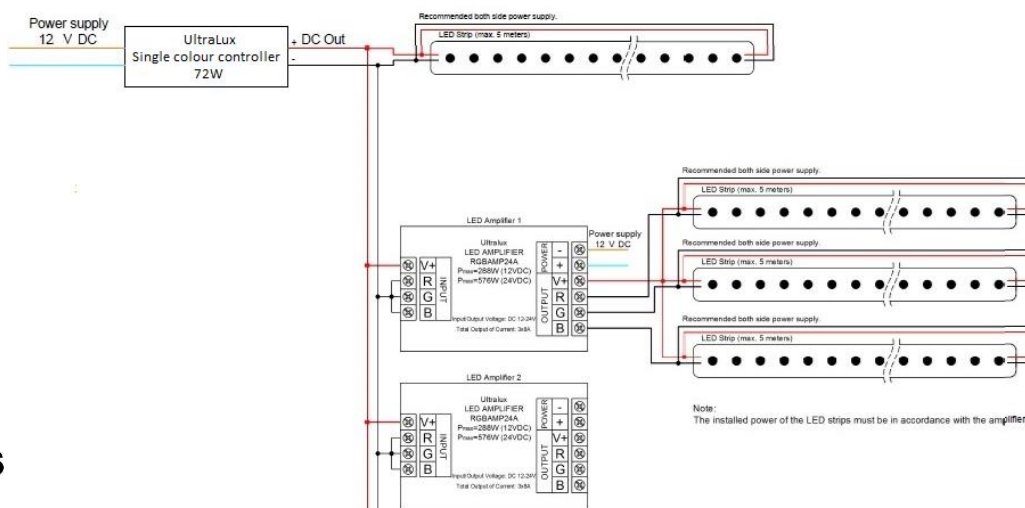 Power supply
12 V DC
UltraLux
Single colour controller
72W
+ DC Out
-
Recommended both side power supply.
LED Strip (max. 5 meters)
LED Amplifier 1
Ultralux
LED AMPLIFIER
RGBAMP24A
Pmax=288W (12VDC)
Pmax=576W (24VDC)
Input/Output Voltage: DC 12-24V
Total Output of Current: 3x8A
V+
R
G
B
INPUT
POWER
-
+
OUTPUT
V+
R
G
B
Power supply
12 V DC
Recommended both side power supply.
LED Strip (max. 5 meters)
Recommended both side power supply.
LED Strip (max. 5 meters)
Recommended both side power supply.
LED Strip (max. 5 meters)
Note:
The installed power of the LED strips must be in accordance with the amplifier
LED Amplifier 2
Ultralux
LED AMPLIFIER
RGBAMP24A
Pmax=288W (12VDC)
Pmax=576W (24VDC)
Input/Output Voltage: DC 12-24V
Total Output of Current: 3x8A
V+
R
G
B
INPUT
POWER
-
+
OUTPUT
V+
R
G
B
s